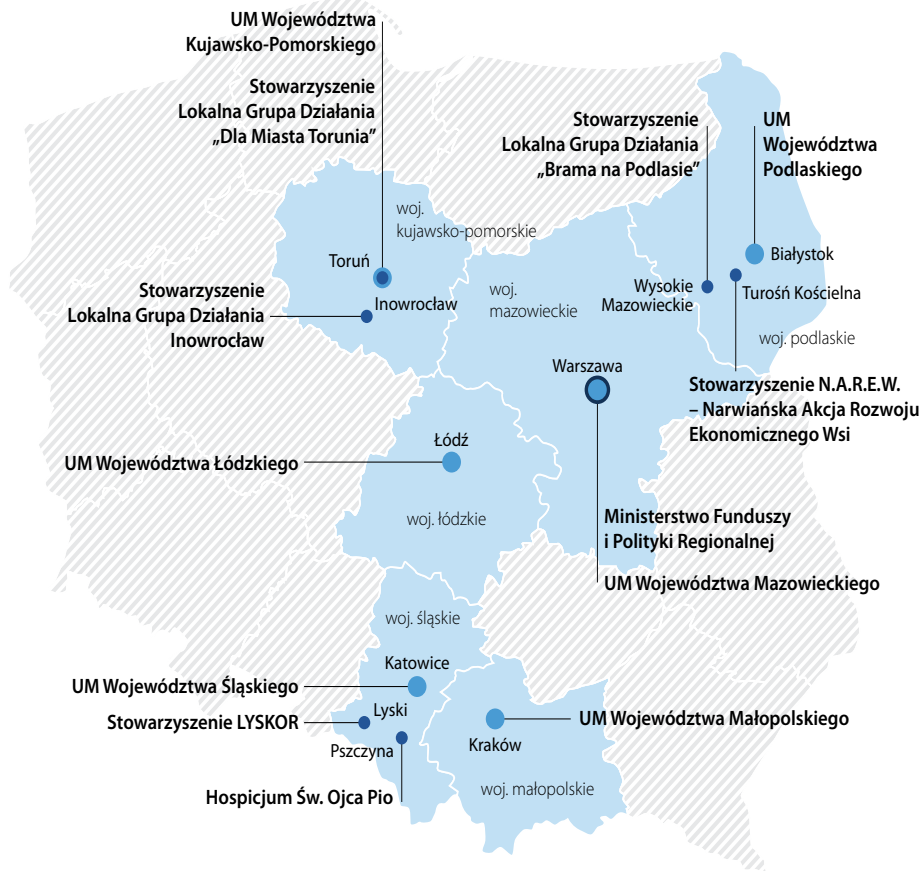 UM Województwa
Kujawsko-Pomorskiego
Stowarzyszenie
Lokalna Grupa Działania
„Dla Miasta Torunia”
Stowarzyszenie
Lokalna Grupa Działania
„Brama na Podlasie”
UM
Województwa
Podlaskiego
woj.
kujawsko-pomorskie
Toruń
Inowrocław
Stowarzyszenie
Lokalna Grupa Działania
Inowrocław
woj.
mazowieckie
Wysokie
Mazowieckie
Białystok
Turośń Kościelna
woj. podlaskie
Warszawa
Stowarzyszenie N.A.R.E.W.
– Narwiańska Akcja Rozwoju
Ekonomicznego Wsi
Łódź
UM Województwa Łódzkiego
woj. łódzkie
Ministerstwo Funduszy
i Polityki Regionalnej
UM Województwa Mazowieckiego
woj. śląskie
Katowice
UM Województwa Śląskiego
Lyski
Stowarzyszenie LYSKOR
Pszczyna
Hospicjum Św. Ojca Pio
UM Województwa Małopolskiego
Kraków
woj. małopolskie